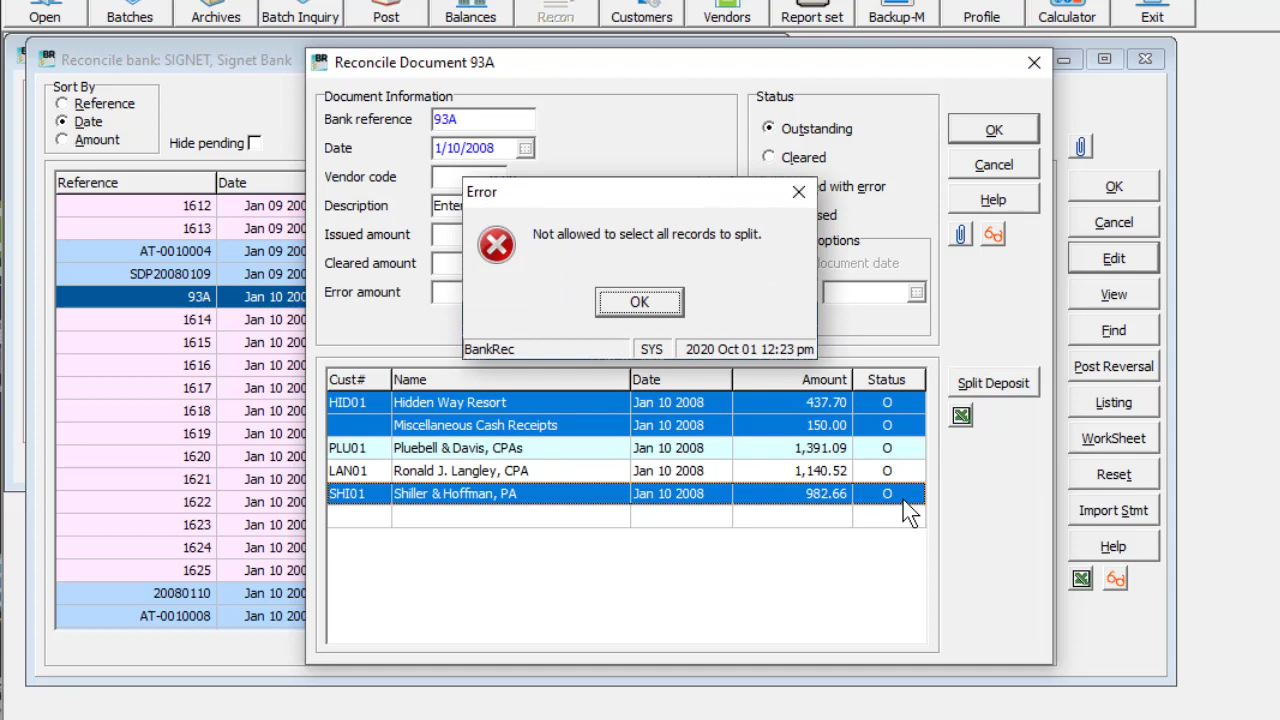 Open Batches Archives Batch Inquiry Post Balances Recon Customers Vendors Report set Backup-M Profile Calculator Exit
BR Reconcile bank: SIGNET, Signet Bank
BR Reconcile Document 93A
Sort By
Reference
Date
Amount
Hide pending
Reference Date
1612 Jan 09 200
1613 Jan 09 200
AT-0010004 Jan 09 200
SDP20080109 Jan 09 200
93A Jan 10 200
1614 Jan 10 200
1615 Jan 10 200
1616 Jan 10 200
1617 Jan 10 200
1618 Jan 10 200
1619 Jan 10 200
1620 Jan 10 200
1621 Jan 10 200
1622 Jan 10 200
1623 Jan 10 200
1624 Jan 10 200
1625 Jan 10 200
20080110 Jan 10 200
AT-0010008 Jan 10 200
Document Information
Bank reference 93A
Date 1/10/2008
Vendor code
Description Enter
Issued amount
Cleared amount
Error amount
Status
Outstanding
Cleared
d with error
sed
options
document date
OK
Cancel
Help
Error
Not allowed to select all records to split.
OK
BankRec SYS 2020 Oct 01 12:23 pm
Cust# Name Date Amount Status
HID01 Hidden Way Resort Jan 10 2008 437.70 O
Miscellaneous Cash Receipts Jan 10 2008 150.00 O
PLU01 Pluebell & Davis, CPAs Jan 10 2008 1,391.09 O
LAN01 Ronald J. Langley, CPA Jan 10 2008 1,140.52 O
SHI01 Shiller & Hoffman, PA Jan 10 2008 982.66 O
Split Deposit
OK
Cancel
Edit
View
Find
Post Reversal
Listing
WorkSheet
Reset
Import Stmt
Help